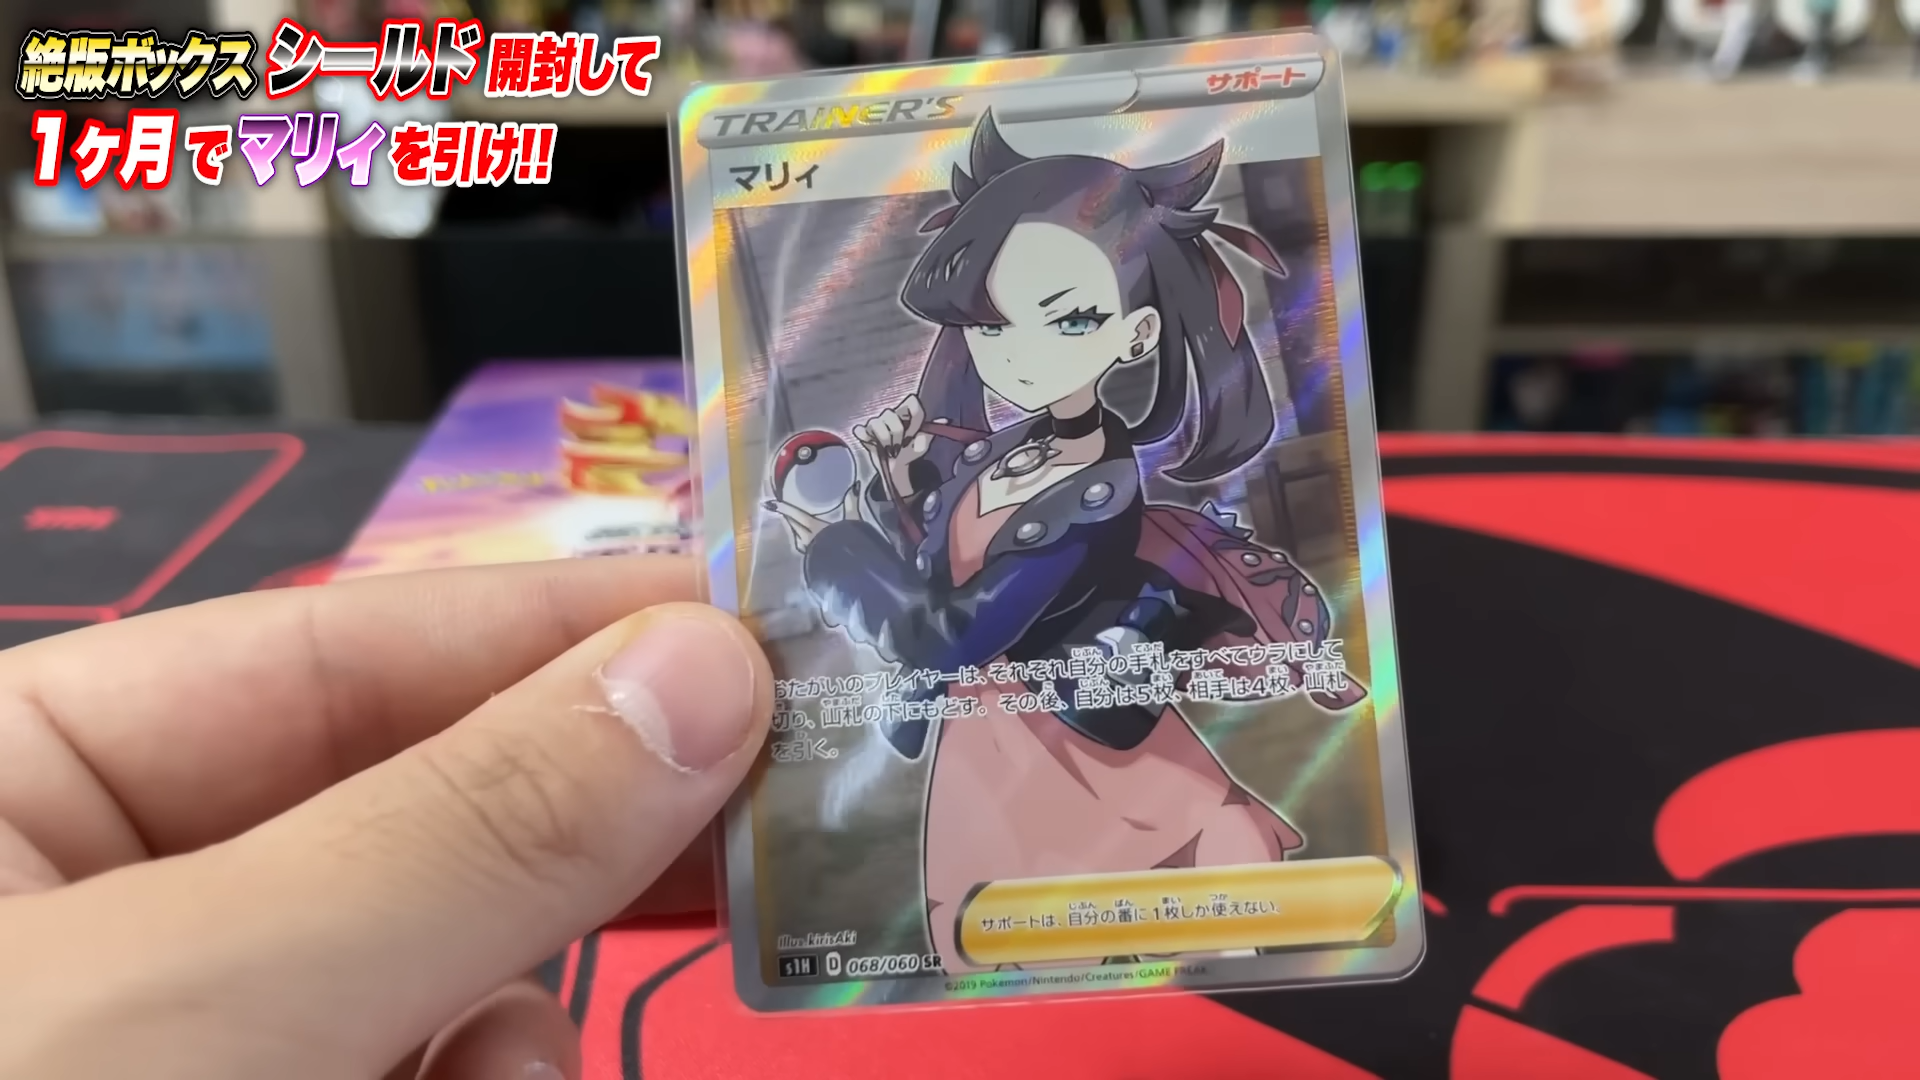 絶版ボックス シールド 開封して
1ヶ月でマリィを引け!!
TRAINER'S
サポート
マリィ
おたがいのプレイヤーは、それぞれ自分の手札をすべてウラにして
切り、山札の下にもどす。その後、自分は5枚、相手は4枚、山札
を引く。
サポートは、自分の番に1枚しか使えない。
Illus. kirisAki
s1H D 068/060 SR
©2019 Pokémon/Nintendo/Creatures/GAME FREAK.